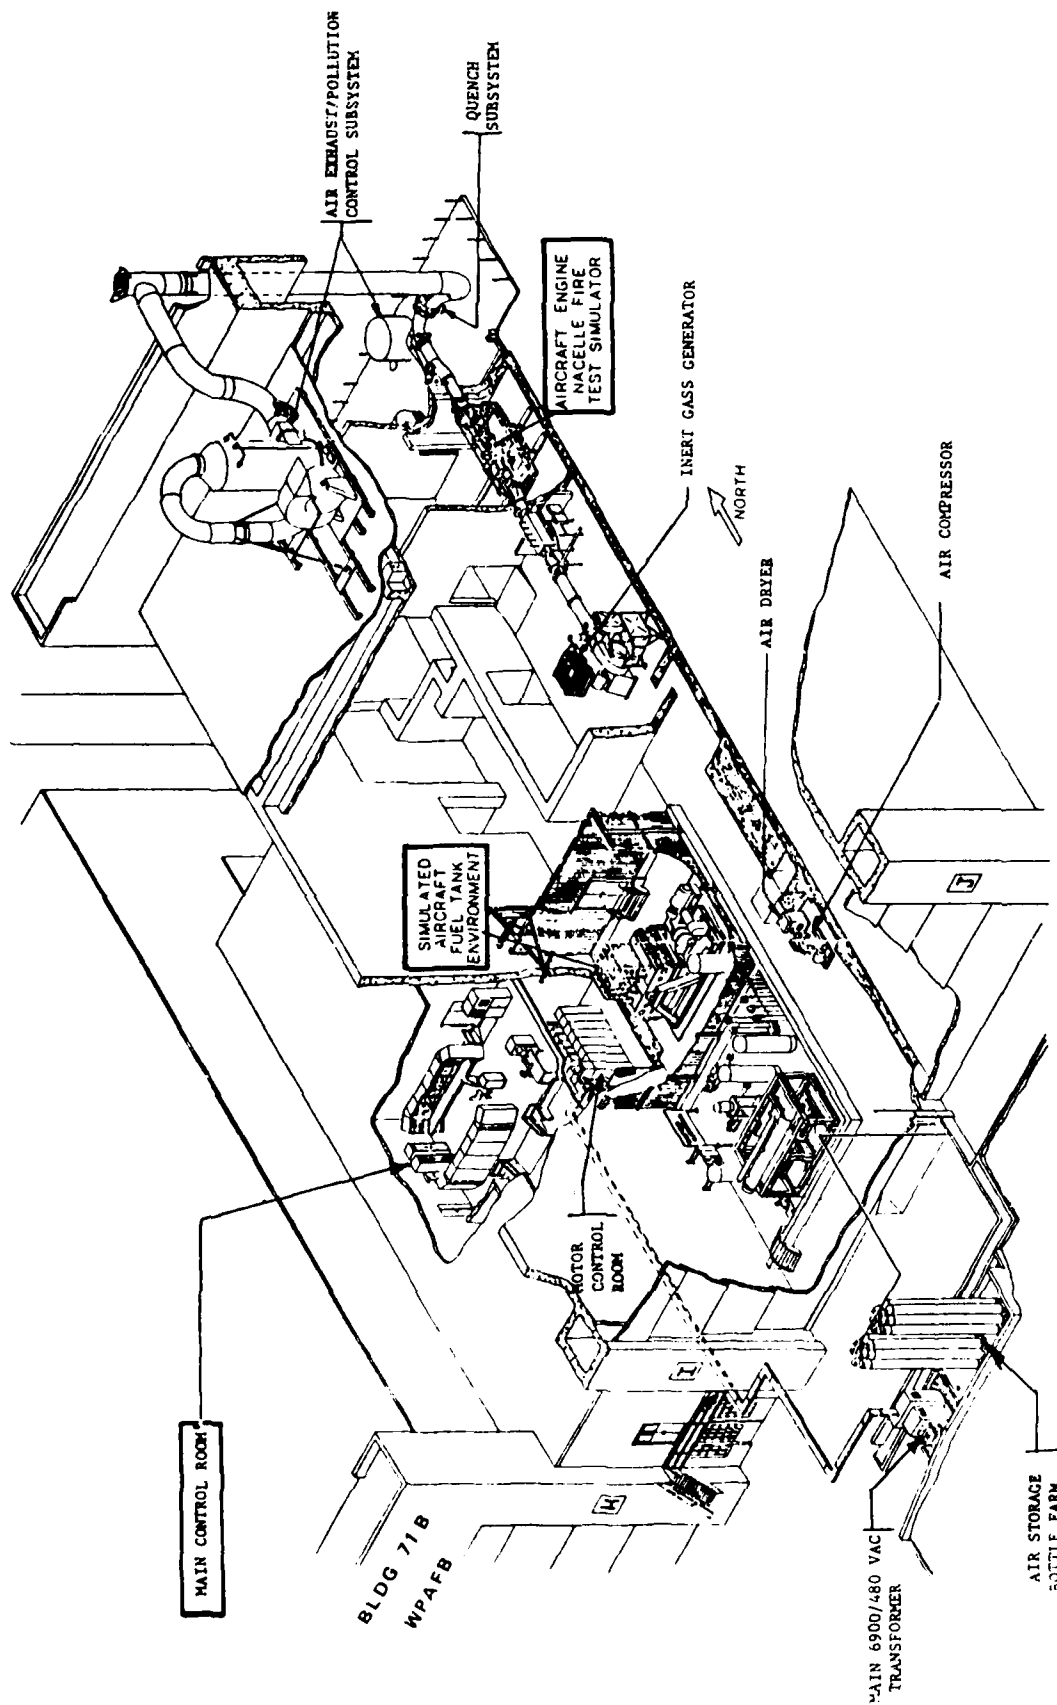 AIR EXHAUST/POLLUTION
CONTROL SUBSYSTEM
QUENCH
SUBSYSTEM
AIRCRAFT ENGINE
NACELLE FIRE
TEST SIMULATOR
INERT GASS GENERATOR
NORTH
AIR DRYER
AIR COMPRESSOR
J
SIMULATED
AIRCRAFT
FUEL TANK
ENVIRONMENT
MAIN CONTROL ROOM
MOTOR
CONTROL
ROOM
I
K
BLDG 71B
WPAFB
MAIN 6900/480 VAC
TRANSFORMER
AIR STORAGE
BOTTLE FARM